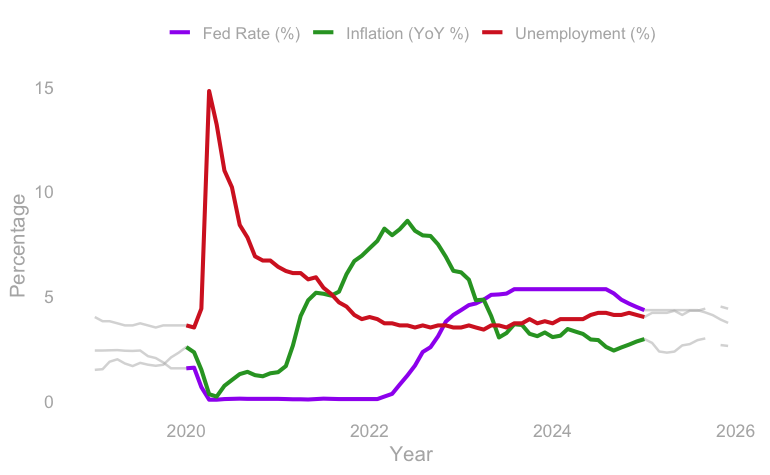 Fed Rate (%) Inflation (YoY %) Unemployment (%)
15
10
5
0
Percentage
2020 2022 2024 2026
Year